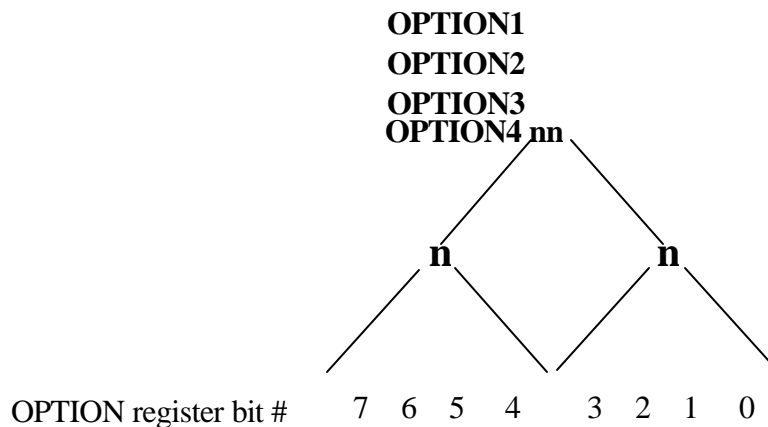 OPTION1
OPTION2
OPTION3
OPTION4 nn
n n
OPTION register bit # 7 6 5 4 3 2 1 0